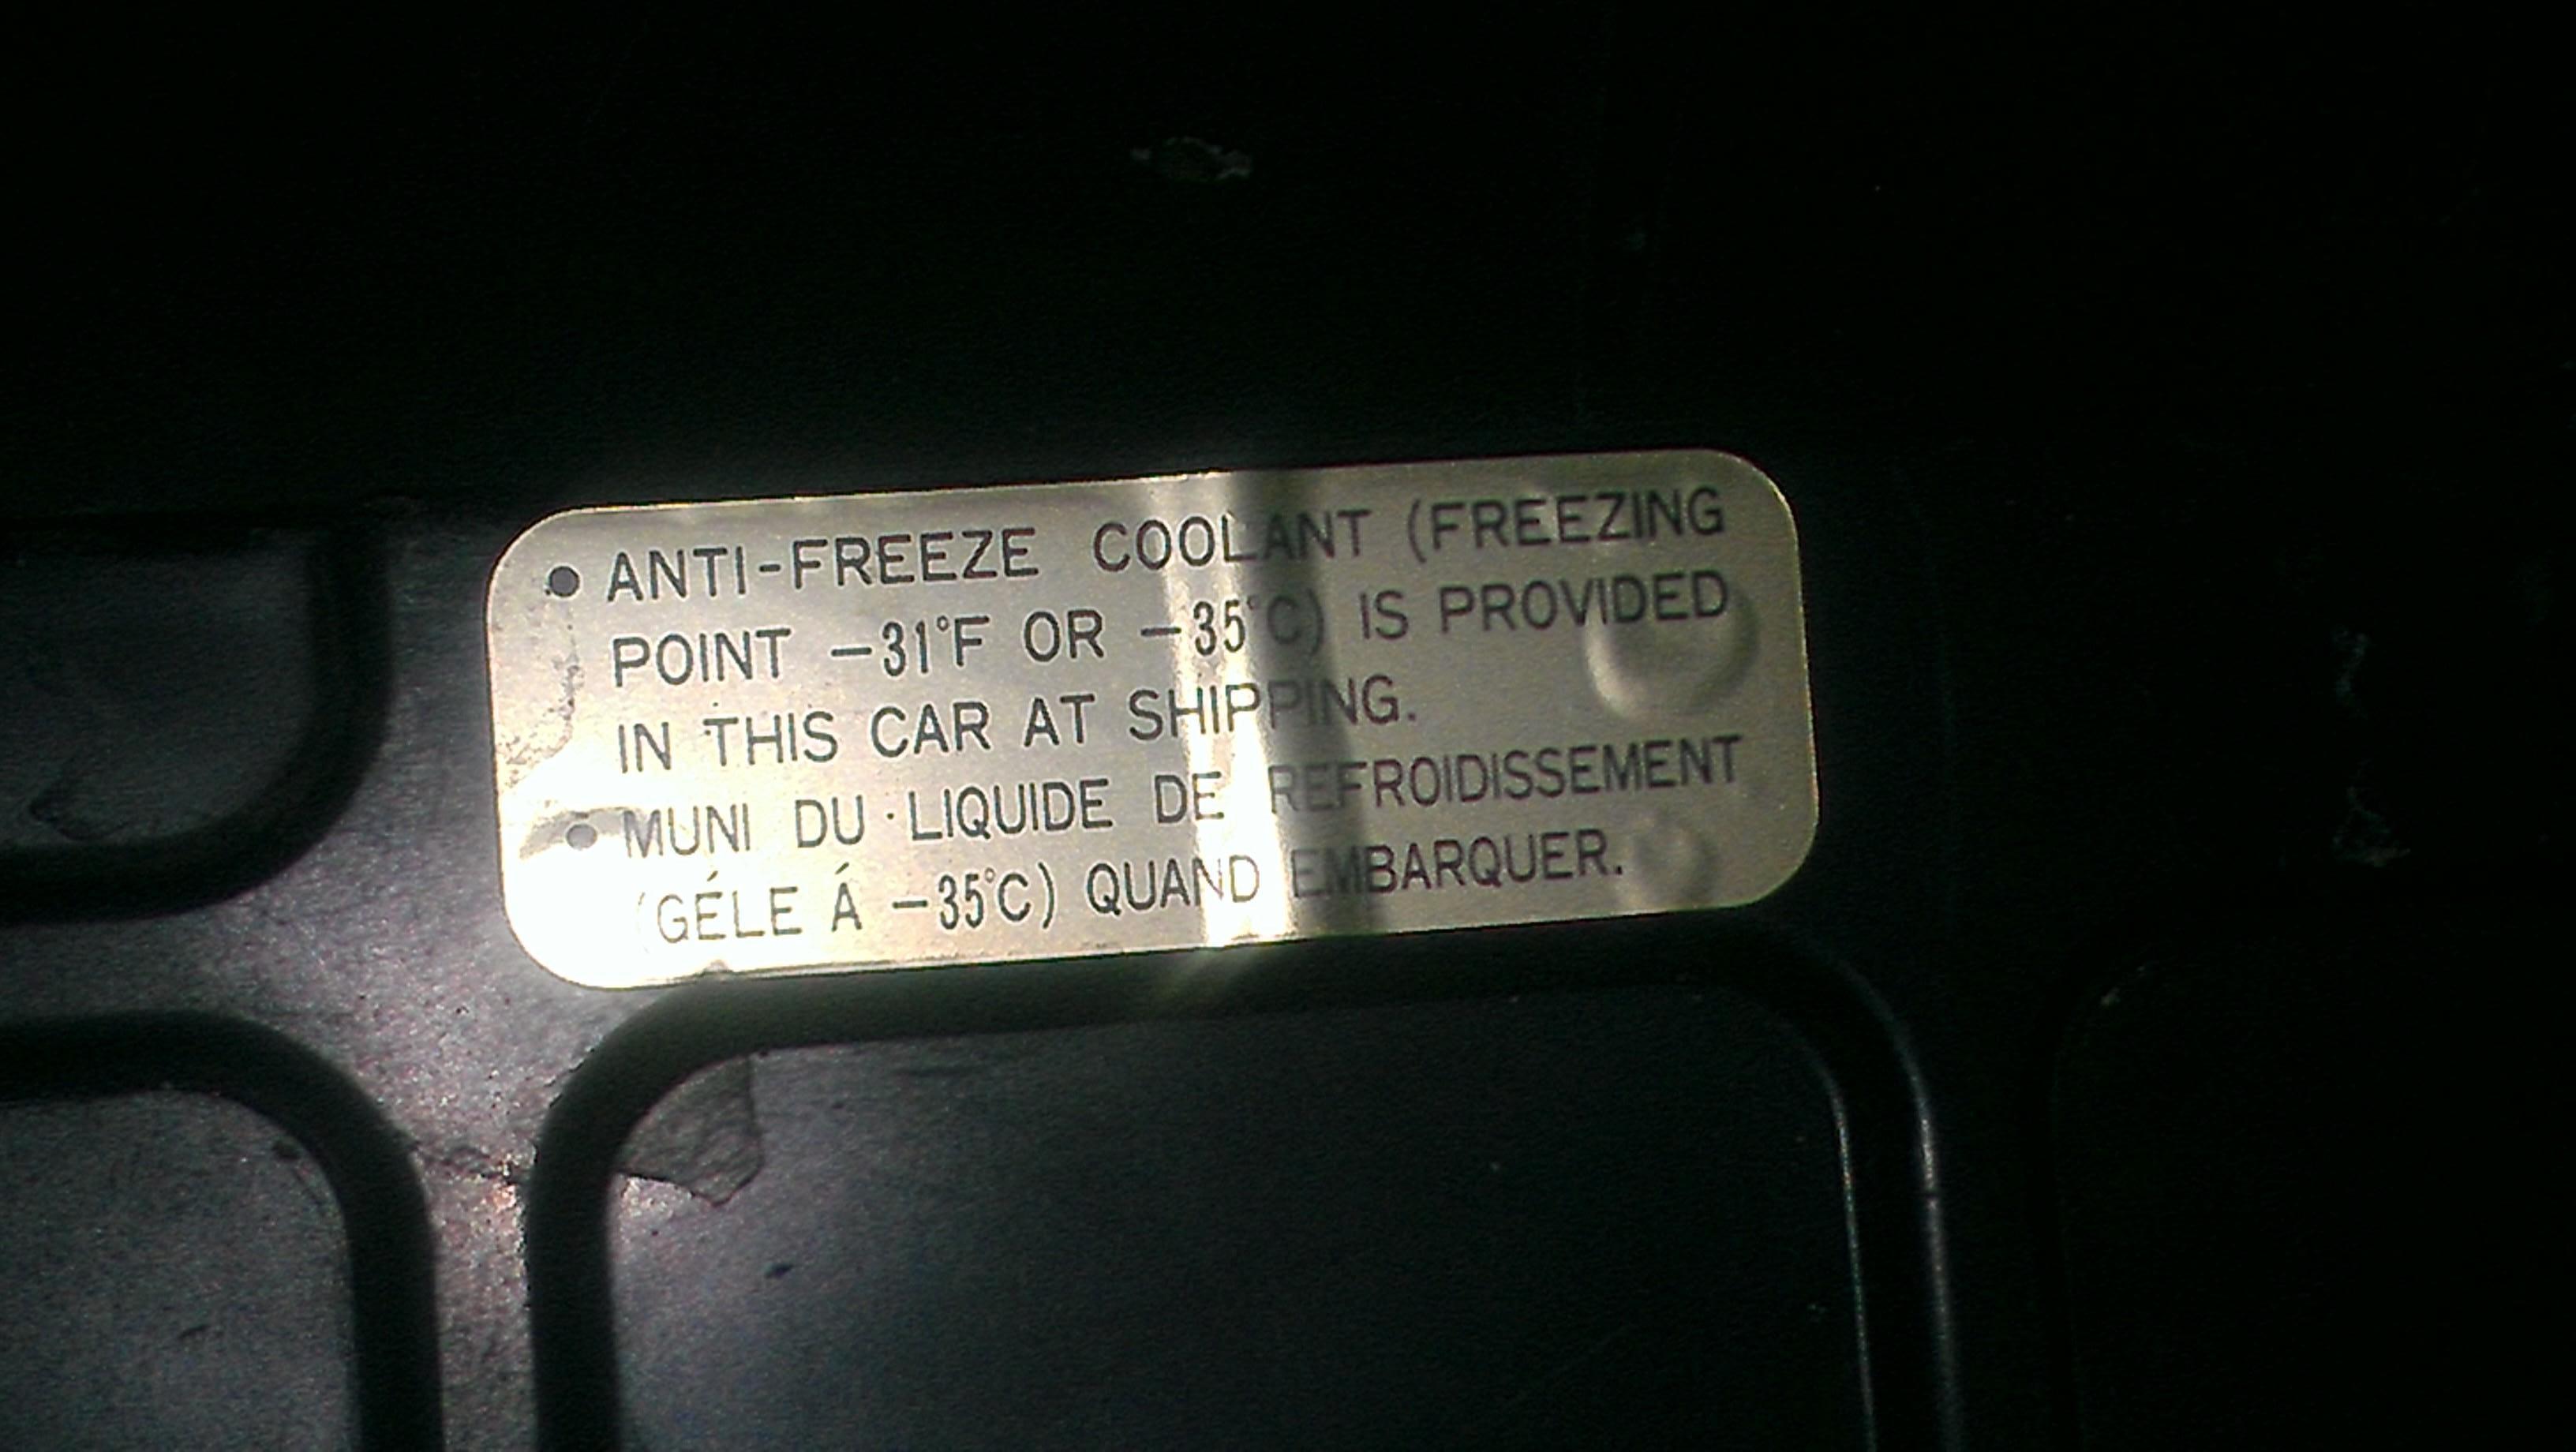 • ANTI-FREEZE COOLANT (FREEZING
POINT -31°F OR -35°C) IS PROVIDED
IN THIS CAR AT SHIPPING.
• MUNI DU LIQUIDE DE REFROIDISSEMENT
(GÉLE Á -35°C) QUAND EMBARQUER.